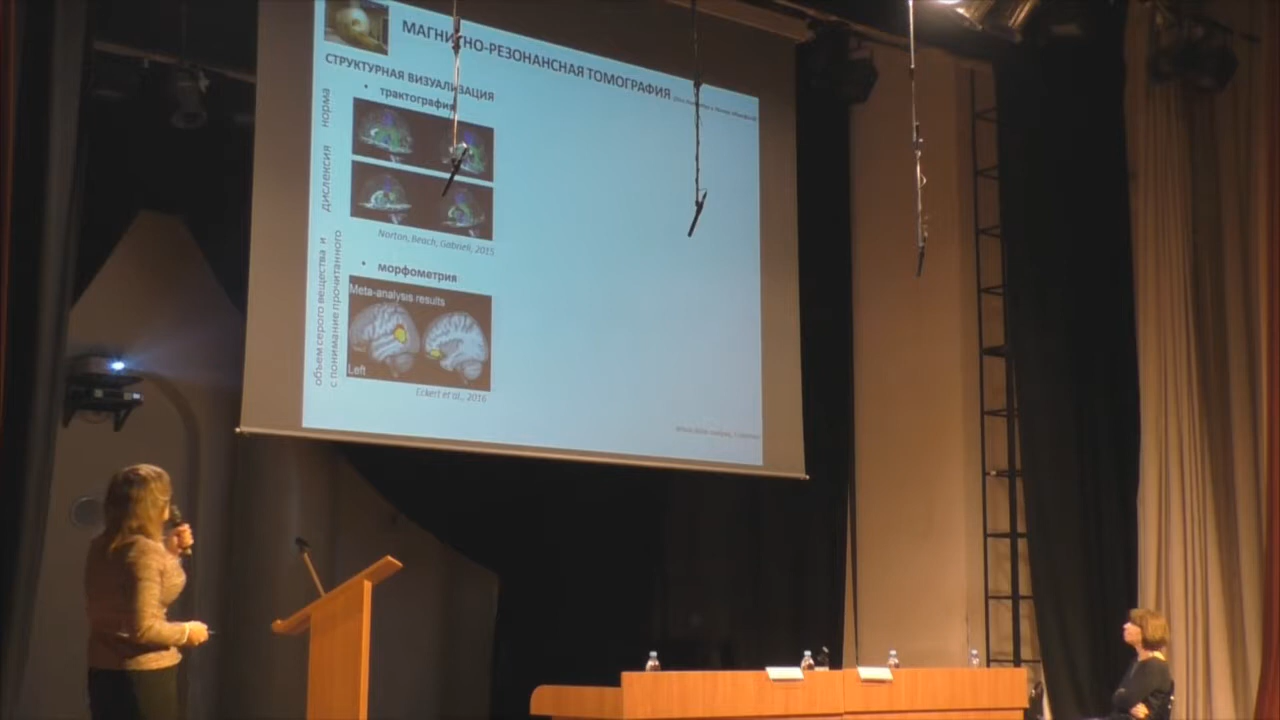 МАГНИТНО-РЕЗОНАНСНАЯ ТОМОГРАФИЯ
СТРУКТУРНАЯ ВИЗУАЛИЗАЦИЯ
• трактография
норма
дислексия
Norton, Beach, Gabrieli, 2015
• морфометрия
объем серого вещества и
с понимание прочитанного
Meta-analysis results
Left
Eckert et al., 2016